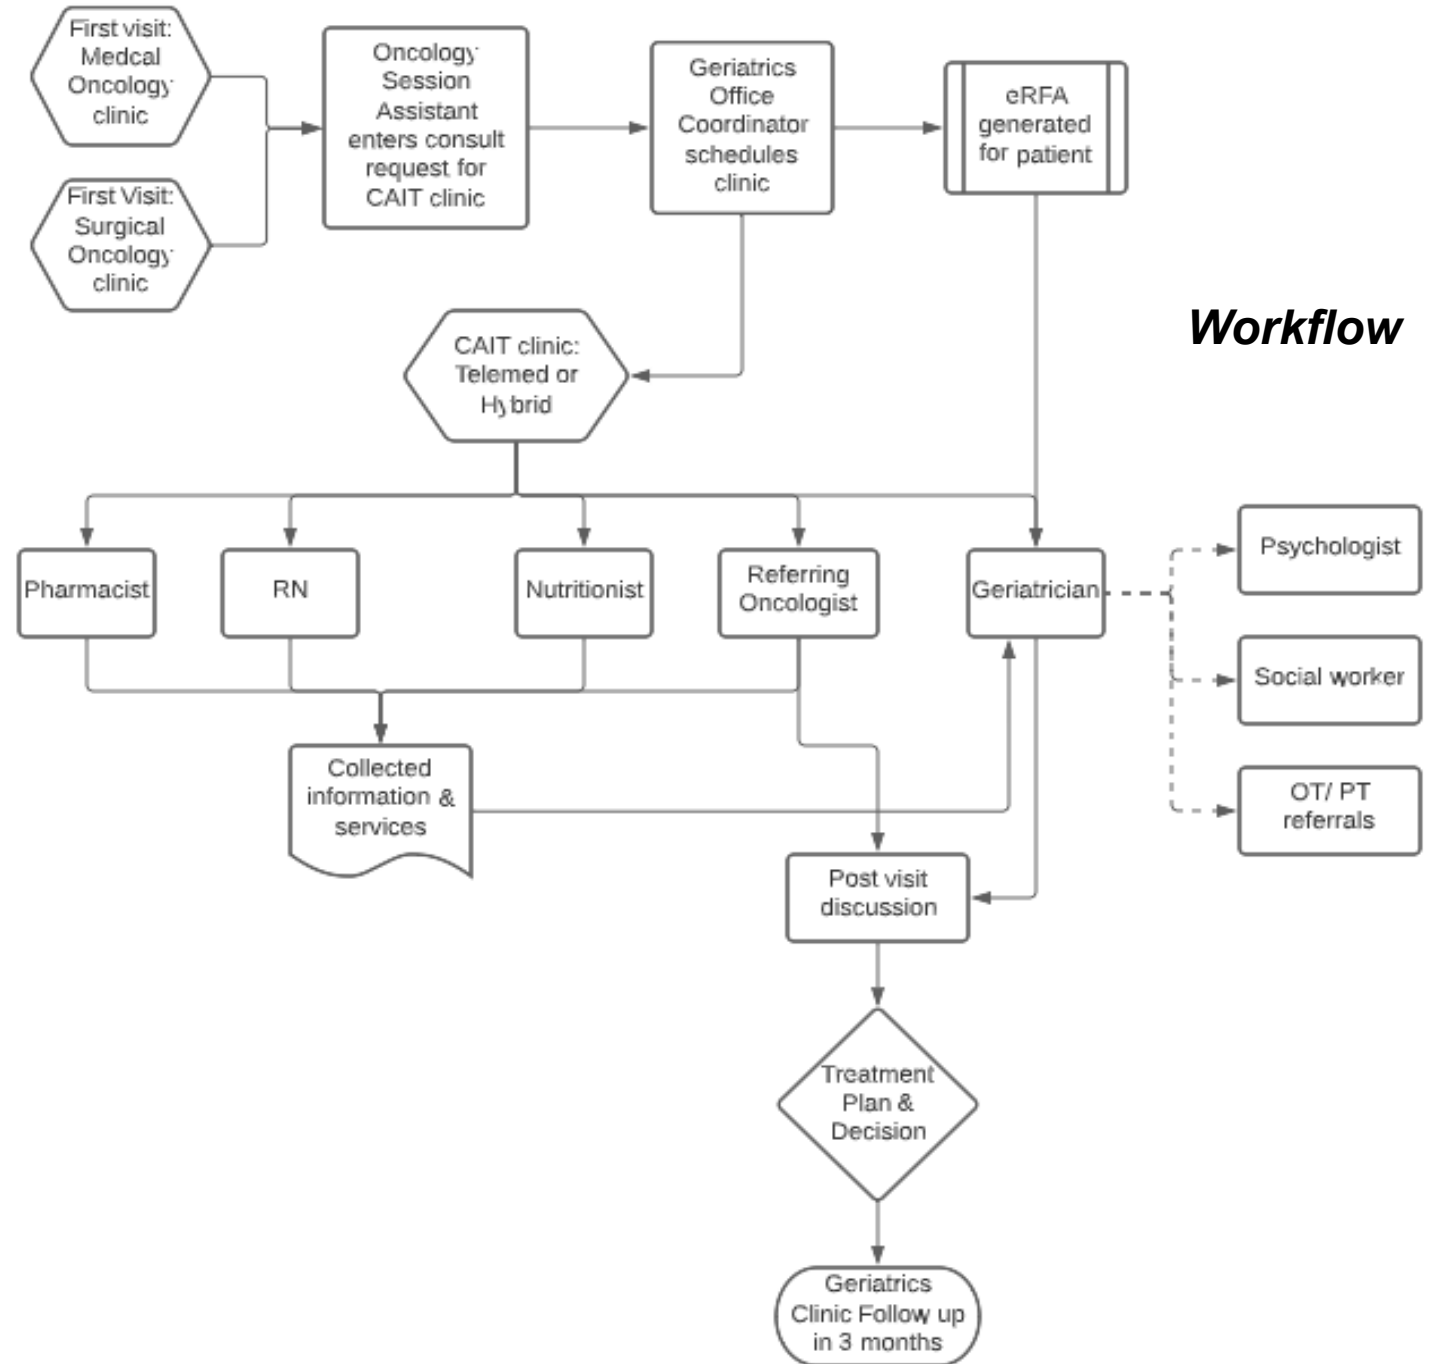 First visit:
Medcal
Oncology
clinic
Oncology
Session
Assistant
enters consult
request for
CAIT clinic
Geriatrics
Office
Coordinator
schedules
clinic
eRFA
generated
for patient
First Visit:
Surgical
Oncology
clinic
Workflow
CAIT clinic:
Telemed or
Hybrid
Pharmacist
RN
Nutritionist
Referring
Oncologist
Geriatrician
Psychologist
Social worker
OT/ PT
referrals
Collected
information &
services
Post visit
discussion
Treatment
Plan &
Decision
Geriatrics
Clinic Follow up
in 3 months